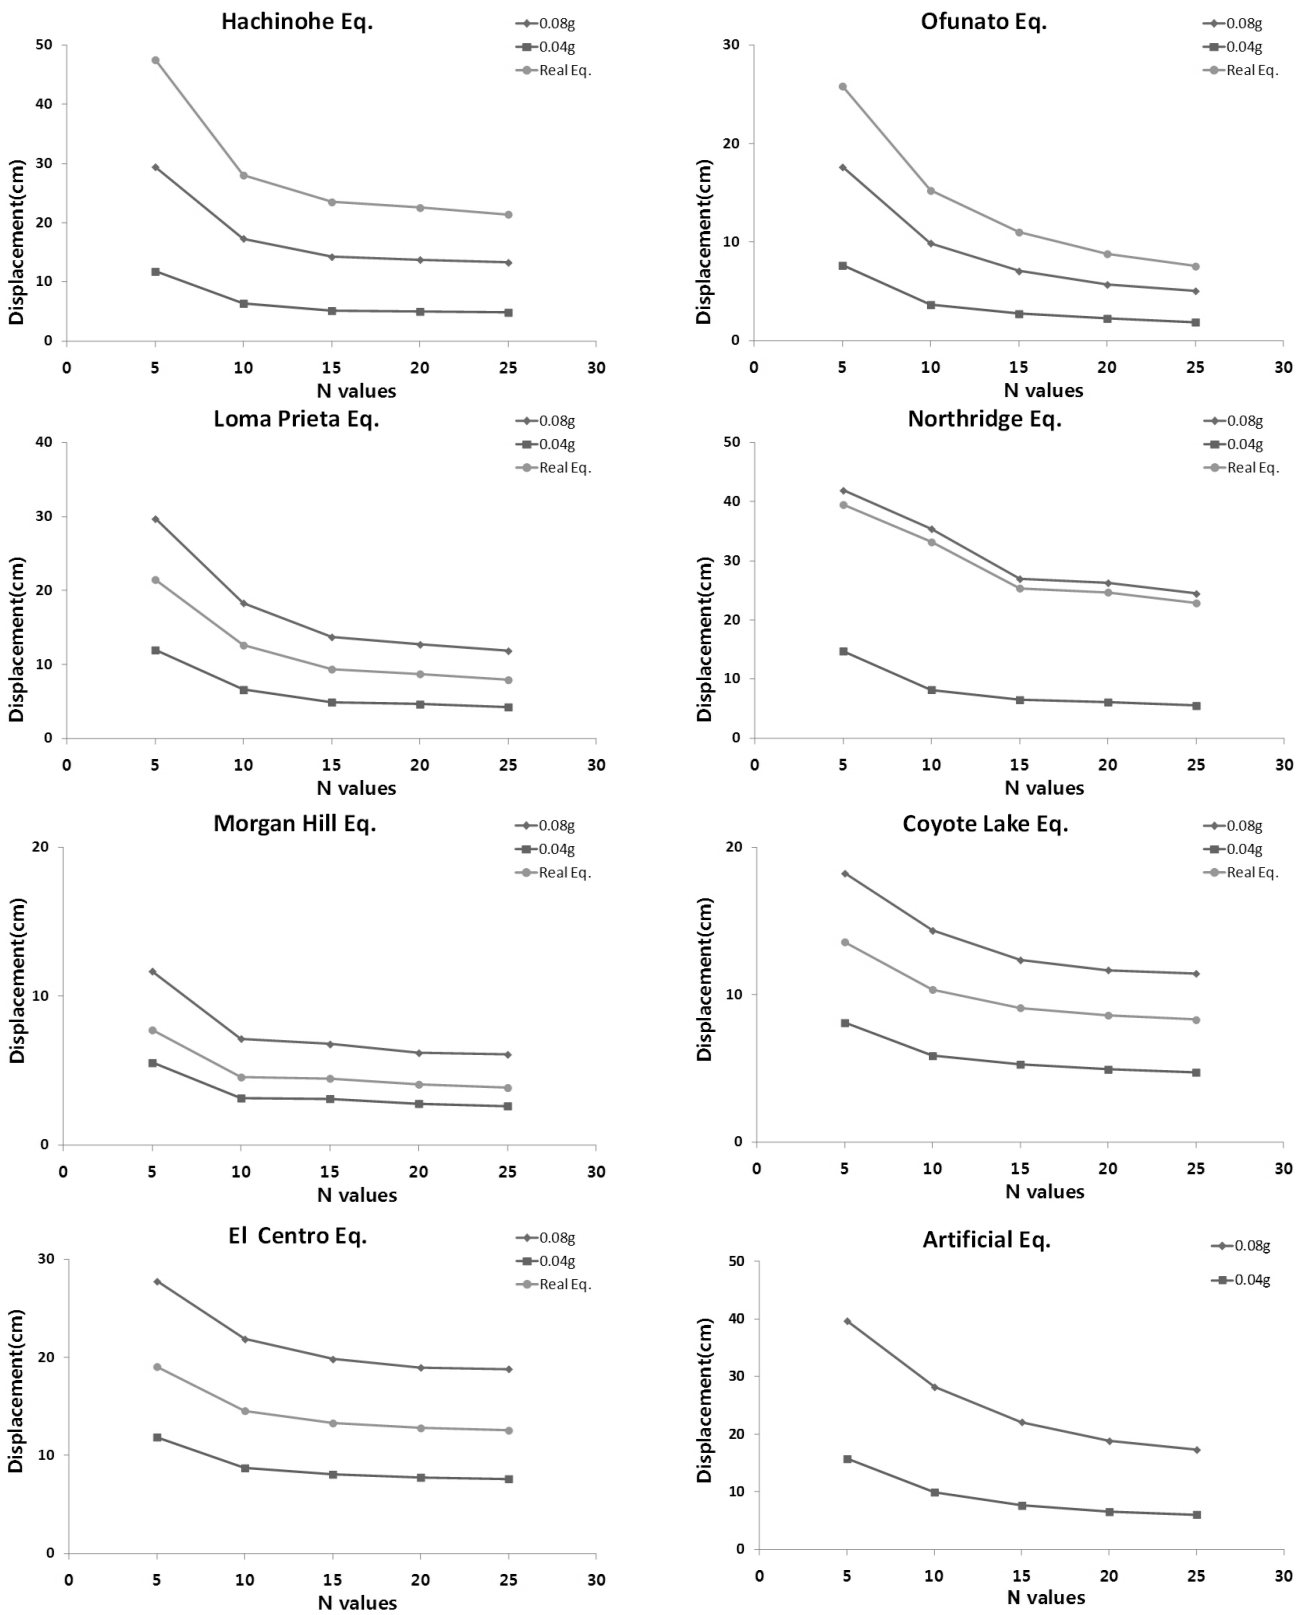 Hachinohe Eq.
0.08g
0.04g
Real Eq.
50
40
30
20
10
0
Displacement(cm)
0 5 10 15 20 25 30
N values
Ofunato Eq.
0.08g
0.04g
Real Eq.
30
20
10
0
Displacement(cm)
0 5 10 15 20 25 30
N values
Loma Prieta Eq.
0.08g
0.04g
Real Eq.
40
30
20
10
0
Displacement(cm)
0 5 10 15 20 25 30
N values
Northridge Eq.
0.08g
0.04g
Real Eq.
50
40
30
20
10
0
Displacement(cm)
0 5 10 15 20 25 30
N values
Morgan Hill Eq.
0.08g
0.04g
Real Eq.
20
10
0
Displacement(cm)
0 5 10 15 20 25 30
N values
Coyote Lake Eq.
0.08g
0.04g
Real Eq.
20
10
0
Displacement(cm)
0 5 10 15 20 25 30
N values
El Centro Eq.
0.08g
0.04g
Real Eq.
30
20
10
0
Displacement(cm)
0 5 10 15 20 25 30
N values
Artificial Eq.
0.08g
0.04g
50
40
30
20
10
0
Displacement(cm)
0 5 10 15 20 25 30
N values